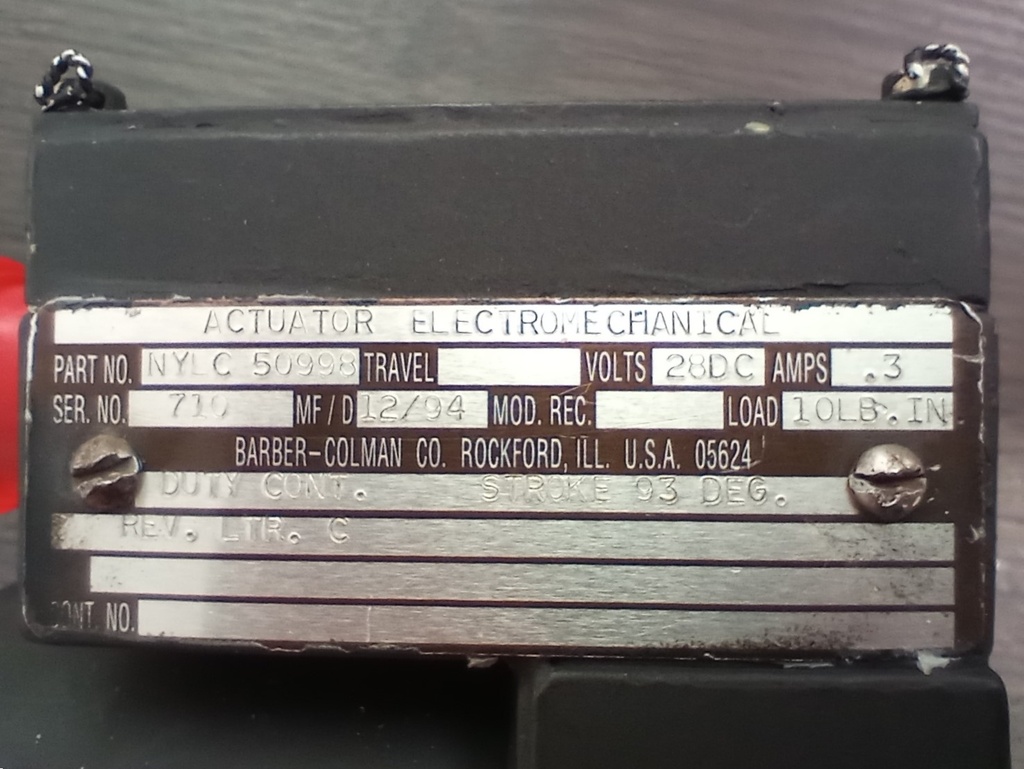 ACTUATOR ELECTROMECHANICAL
PART NO. NYLC 50998 TRAVEL VOLTS 28DC AMPS .3
SER. NO. 710 MF/D 12/94 MOD. REC. LOAD 10LB.IN
BARBER-COLMAN CO. ROCKFORD, ILL. U.S.A. 05624
DUTY CONT. STROKE 93 DEG.
REV. LTR. C
CONT. NO.